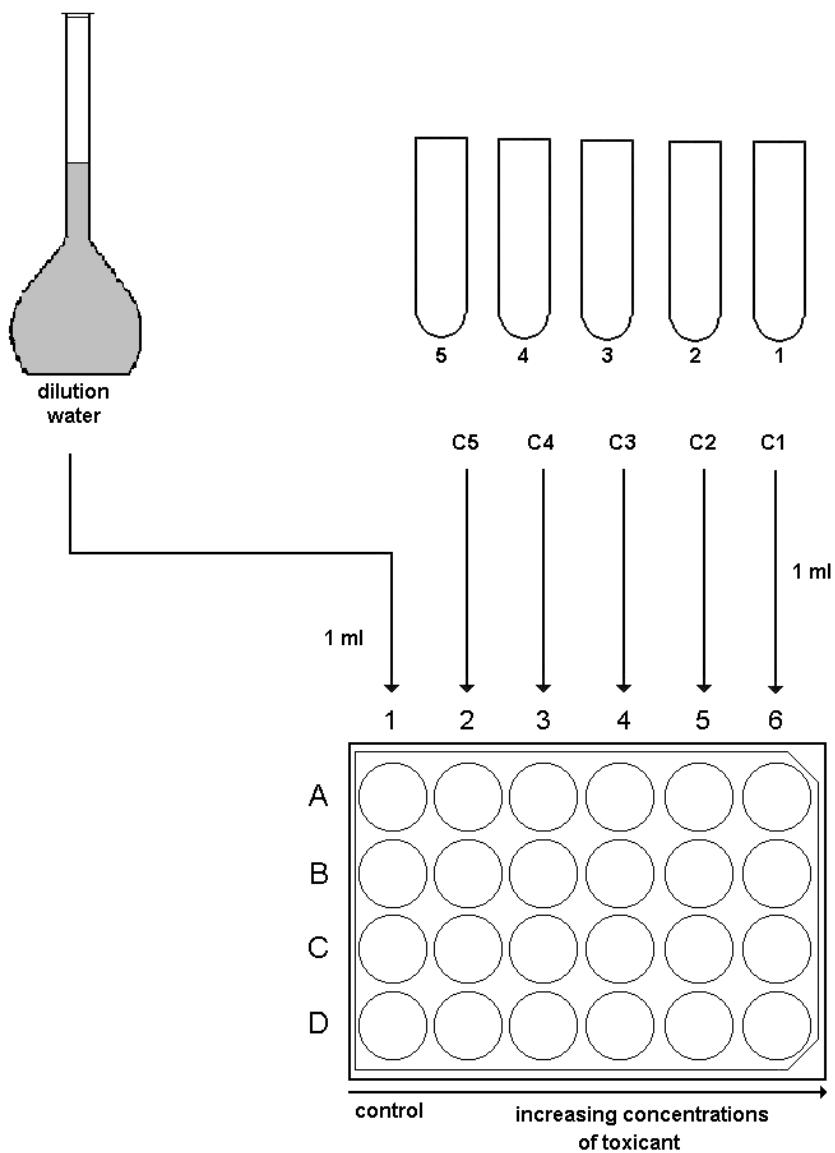 5 4 3 2 1
dilution
water
C5 C4 C3 C2 C1
1 ml
1 ml
1 2 3 4 5 6
A
B
C
D
control
increasing concentrations
of toxicant